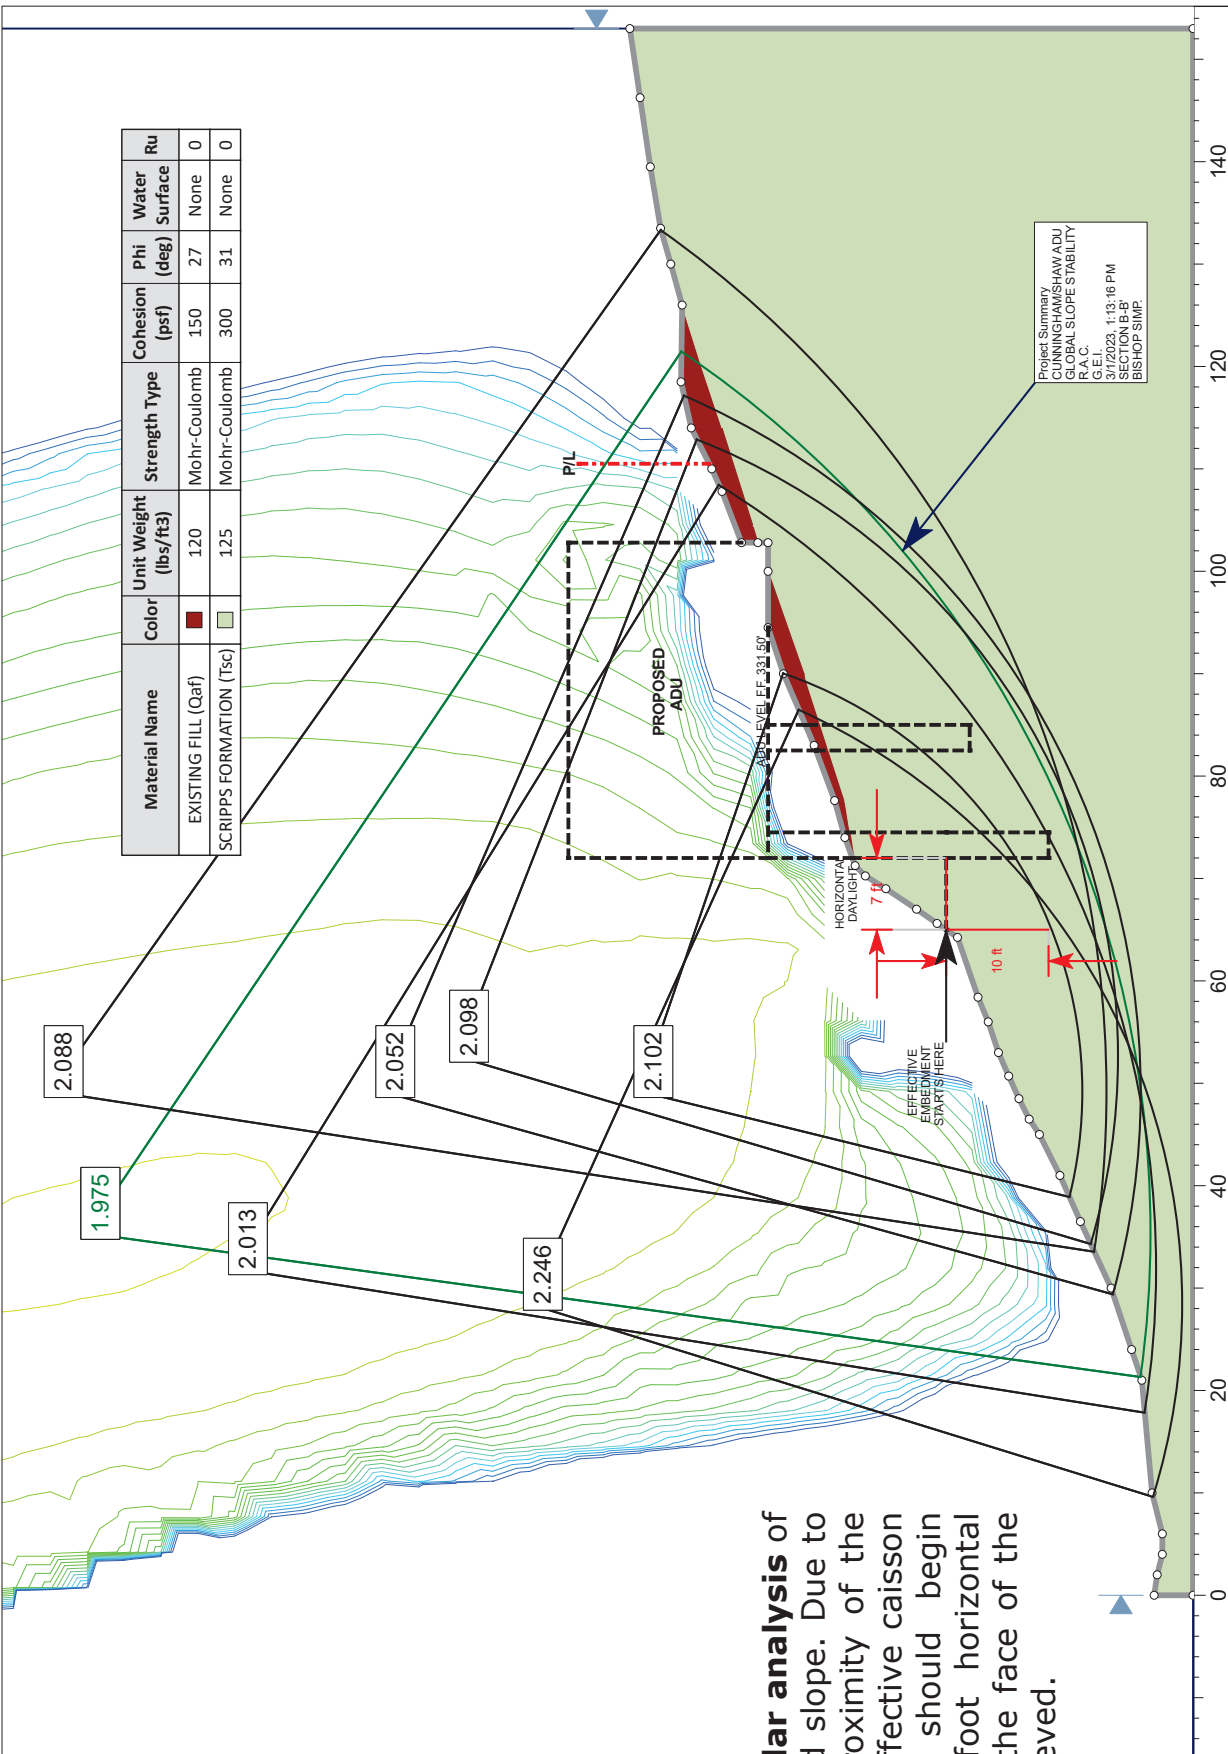 Material Name Color Unit Weight (lbs/ft3) Strength Type Cohesion (psf) Phi (deg) Water Surface Ru
EXISTING FILL (Qaf) 120 Mohr-Coulomb 150 27 None 0
SCRIPPS FORMATION (Tsc) 125 Mohr-Coulomb 300 31 None 0
2.088
1.975
2.013
2.052
2.098
2.246
2.102
P/L
PROPOSED
ADU
ADU LEVEL F.F. 331.50'
HORIZONTAL
DAYLIGHT
7 ft
10 ft
EFFECTIVE
EMBEDMENT
STARTS HERE
Project Summary
CUNNINGHAM/SHAW ADU
GLOBAL SLOPE STABILITY
R.A.C.
G.E.I.
3/1/2023, 1:13:16 PM
SECTION B-B'
BISHOP SIMP.
0 20 40 60 80 100 120 140
lar analysis of
d slope. Due to
roximity of the
ffective caisson
should begin
foot horizontal
the face of the
eved.